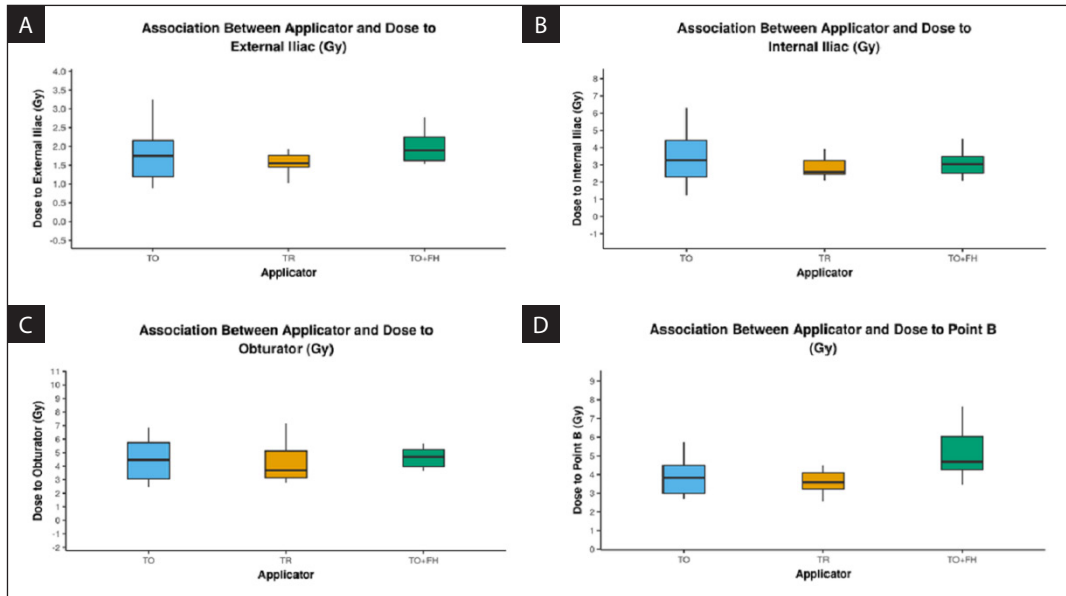 A
Association Between Applicator and Dose to
External Iliac (Gy)
Dose to External Iliac (Gy)
4.0
3.5
3.0
2.5
2.0
1.5
1.0
0.5
0.0
-0.5
TO
TR
TO+FH
Applicator
B
Association Between Applicator and Dose to
Internal Iliac (Gy)
Dose to Internal Iliac (Gy)
8
7
6
5
4
3
2
1
0
-1
TO
TR
TO+FH
Applicator
C
Association Between Applicator and Dose to
Obturator (Gy)
Dose to Obturator (Gy)
11
10
9
8
7
6
5
4
3
2
1
0
-1
-2
TO
TR
TO+FH
Applicator
D
Association Between Applicator and Dose to Point B
(Gy)
Dose to Point B (Gy)
9
8
7
6
5
4
3
2
1
0
TO
TR
TO+FH
Applicator